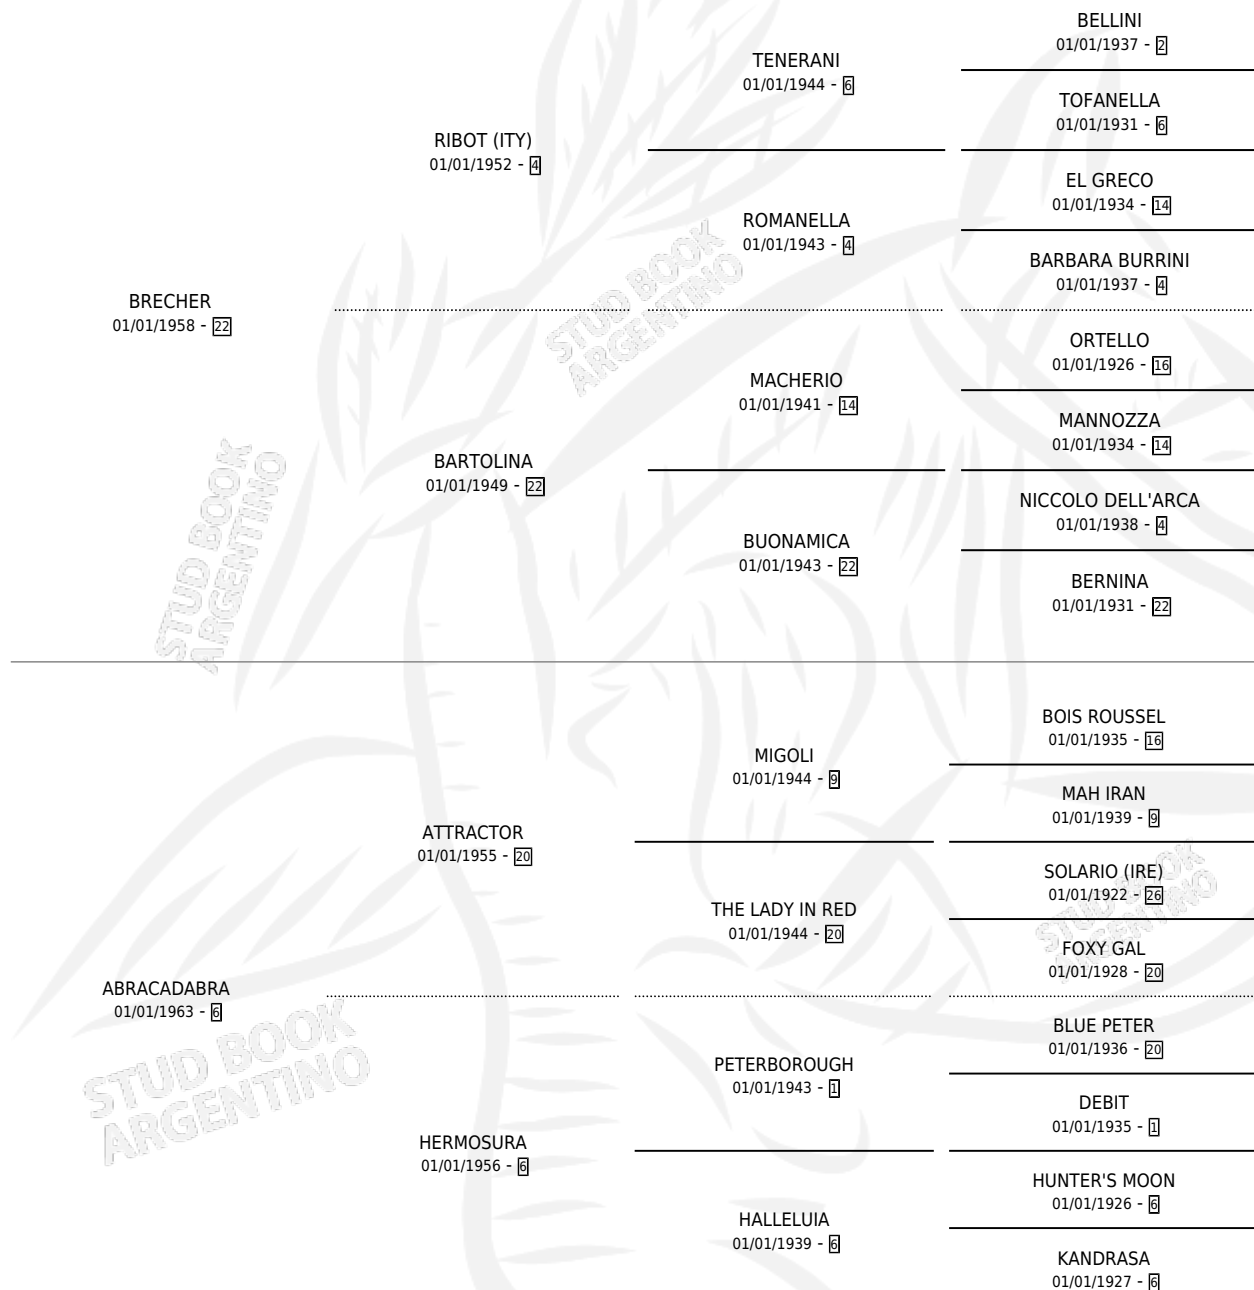 BRECHER
01/01/1958 - 22
RIBOT (ITY)
01/01/1952 - 4
BARTOLINA
01/01/1949 - 22
TENERANI
01/01/1944 - 6
ROMANELLA
01/01/1943 - 4
MACHERIO
01/01/1941 - 14
BUONAMICA
01/01/1943 - 22
BELLINI
01/01/1937 - 2
TOFANELLA
01/01/1931 - 6
EL GRECO
01/01/1934 - 14
BARBARA BURRINI
01/01/1937 - 4
ORTELLO
01/01/1926 - 16
MANNOZZA
01/01/1934 - 14
NICCOLO DELL'ARCA
01/01/1938 - 4
BERNINA
01/01/1931 - 22
ABRACADABRA
01/01/1963 - 6
ATTRACTOR
01/01/1955 - 20
HERMOSURA
01/01/1956 - 6
MIGOLI
01/01/1944 - 9
THE LADY IN RED
01/01/1944 - 20
PETERBOROUGH
01/01/1943 - 1
HALLELUIA
01/01/1939 - 6
BOIS ROUSSEL
01/01/1935 - 16
MAH IRAN
01/01/1939 - 9
SOLARIO (IRE)
01/01/1922 - 26
FOXY GAL
01/01/1928 - 20
BLUE PETER
01/01/1936 - 20
DEBIT
01/01/1935 - 1
HUNTER'S MOON
01/01/1926 - 6
KANDRASA
01/01/1927 - 6
STUD BOOK
ARGENTINO
STUD BOOK
ARGENTINO
STUD BOOK
ARGENTINO
STUD BOOK
ARGENTINO